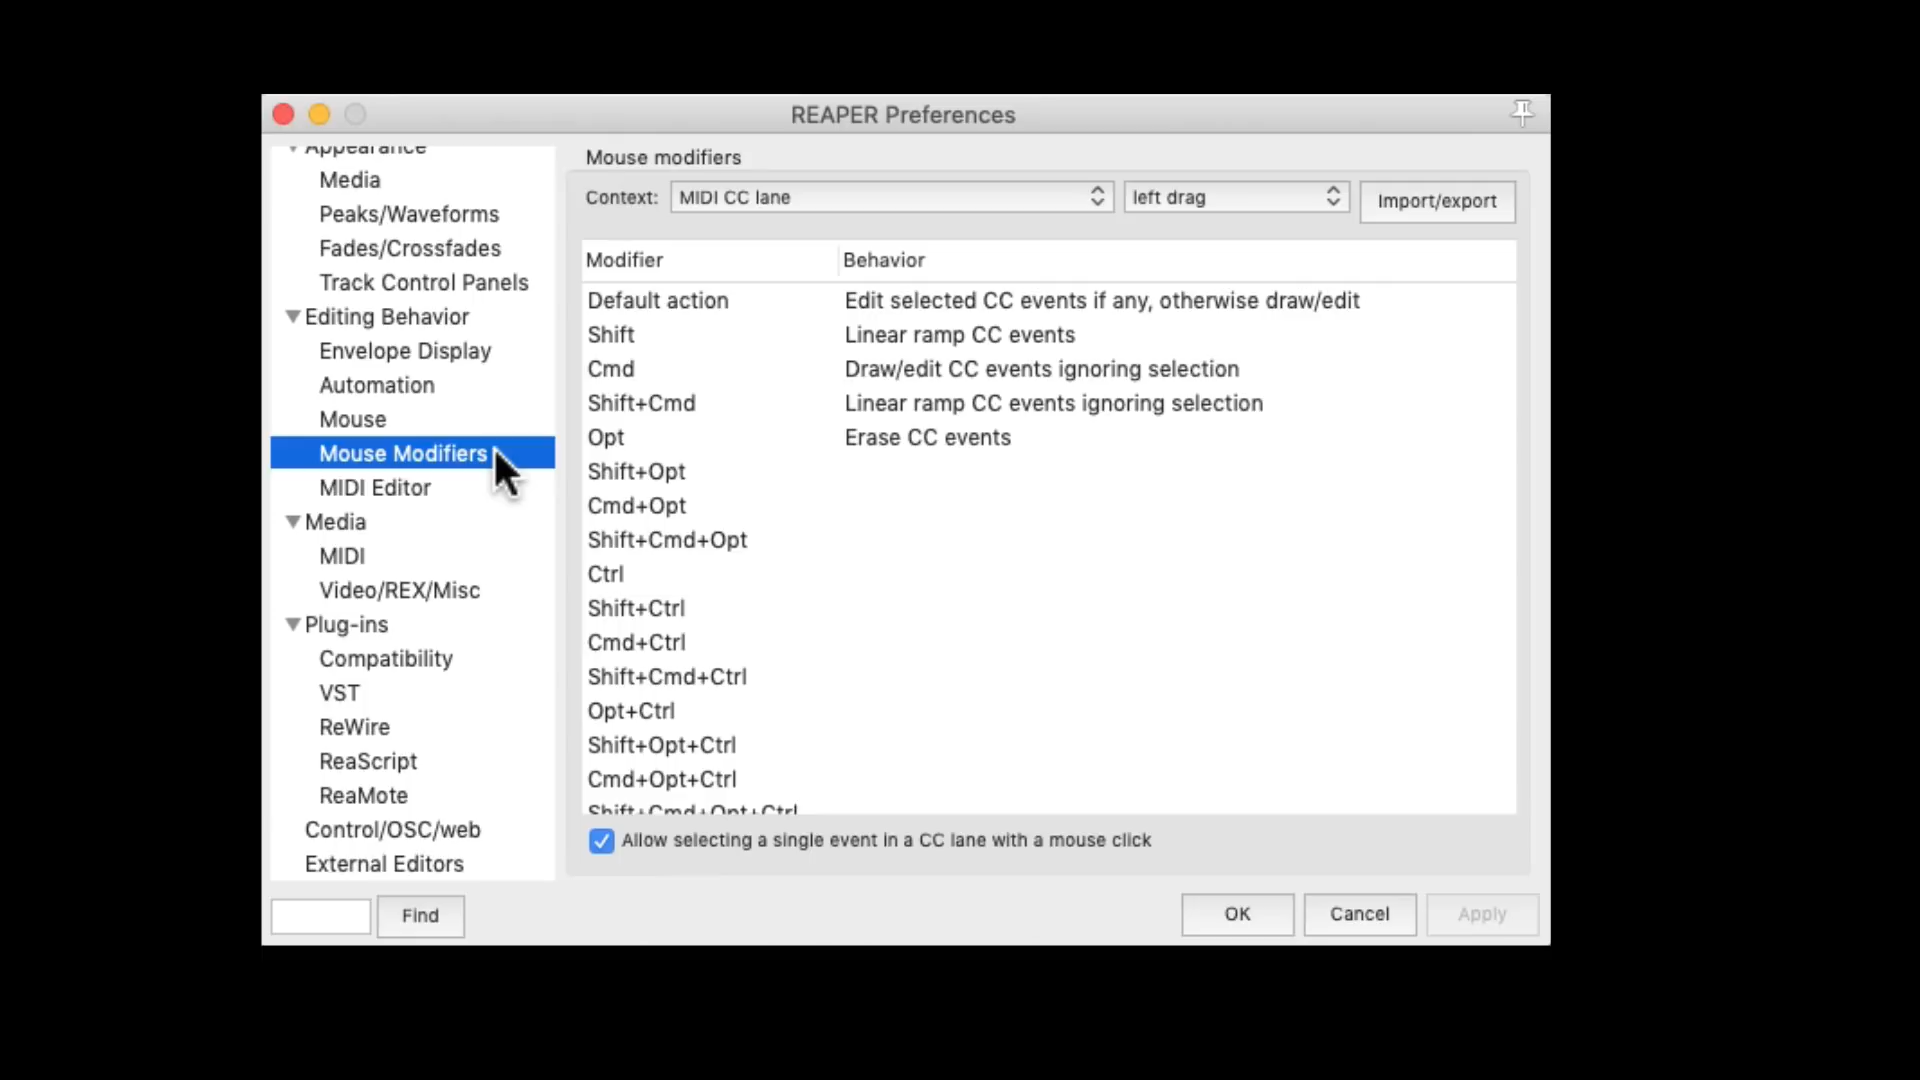 REAPER Preferences
Appearance
Media
Peaks/Waveforms
Fades/Crossfades
Track Control Panels
Editing Behavior
Envelope Display
Automation
Mouse
Mouse Modifiers
MIDI Editor
Media
MIDI
Video/REX/Misc
Plug-ins
Compatibility
VST
ReWire
ReaScript
ReaMote
Control/OSC/web
External Editors
Find
Mouse modifiers
Context: MIDI CC lane left drag Import/export
Modifier Behavior
Default action Edit selected CC events if any, otherwise draw/edit
Shift Linear ramp CC events
Cmd Draw/edit CC events ignoring selection
Shift+Cmd Linear ramp CC events ignoring selection
Opt Erase CC events
Shift+Opt
Cmd+Opt
Shift+Cmd+Opt
Ctrl
Shift+Ctrl
Cmd+Ctrl
Shift+Cmd+Ctrl
Opt+Ctrl
Shift+Opt+Ctrl
Cmd+Opt+Ctrl
Shift+Cmd+Opt+Ctrl
Allow selecting a single event in a CC lane with a mouse click
OK Cancel Apply